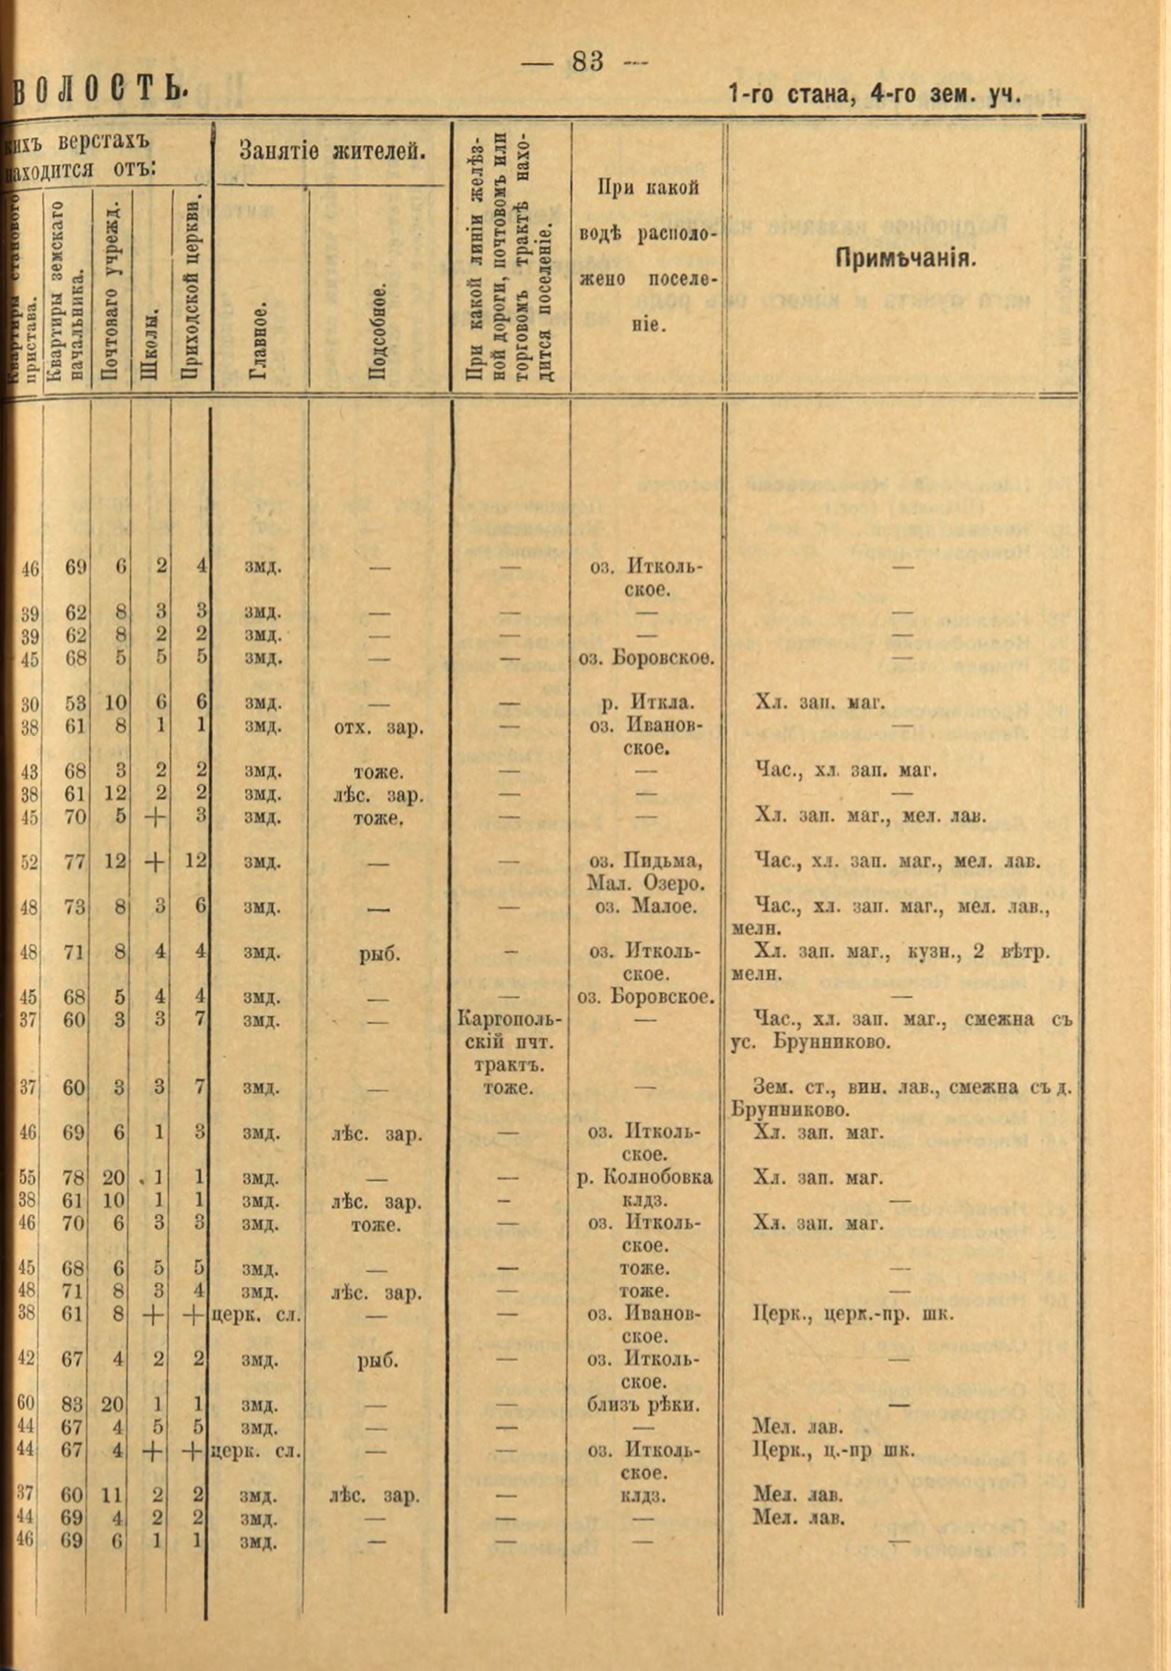 — 83 —
ВОЛОСТЬ.
1-го стана, 4-го зем. уч.
верстахъ
находится отъ:
Занятіе жителей.
Квартиры станового пристава.
Квартиры земскаго начальника.
Почтоваго учрежд.
Школы.
Приходской церкви.
Главное.
Подсобное.
При какой линіи желѣз-
ной дороги, почтовомъ или
торговомъ трактѣ нахо-
дится поселеніе.
При какой
водѣ располо-
жено поселе-
ніе.
Примѣчанія.
46 69 6 2 4 змд. — — оз. Итколь- —
ское.
39 62 8 3 3 змд. — — — —
39 62 8 2 2 змд. — — — —
45 68 5 5 5 змд. — — оз. Боровское. —
30 53 10 6 6 змд. — — р. Иткла. Хл. зап. маг.
38 61 8 1 1 змд. отх. зар. — оз. Иванов- —
ское.
43 68 3 2 2 змд. тоже. — — Час., хл. зап. маг.
38 61 12 2 2 змд. лѣс. зар. — — —
45 70 5 + 3 змд. тоже. — — Хл. зап. маг., мел. лав.
52 77 12 + 12 змд. — — оз. Пидьма, Час., хл. зап. маг., мел. лав.
Мал. Озеро.
48 73 8 3 6 змд. — — оз. Малое. Час., хл. зап. маг., мел. лав.,
мелн.
48 71 8 4 4 змд. рыб. — оз. Итколь- Хл. зап. маг., кузн., 2 вѣтр.
ское. мелн.
45 68 5 4 4 змд. — — оз. Боровское. —
37 60 3 3 7 змд. — Каргополь- — Час., хл. зап. маг., смежна съ
скій пчт. ус. Брунниково.
трактъ.
37 60 3 3 7 змд. — тоже. — Зем. ст., вин. лав., смежна съ д.
Брунниково.
46 69 6 1 3 змд. лѣс. зар. — оз. Итколь- Хл. зап. маг.
ское.
55 78 20 1 1 змд. — — р. Колнобовка Хл. зап. маг.
38 61 10 1 1 змд. лѣс. зар. — клдз. —
46 70 6 3 3 змд. тоже. — оз. Итколь- Хл. зап. маг.
ское.
45 68 6 5 5 змд. — — тоже. —
48 71 8 3 4 змд. лѣс. зар. — тоже. —
38 61 8 + + церк. сл. — — оз. Иванов- Церк., церк.-пр. шк.
ское.
42 67 4 2 2 змд. рыб. — оз. Итколь- —
ское.
60 83 20 1 1 змд. — — близъ рѣки. —
44 67 4 5 5 змд. — — — Мел. лав.
44 67 4 + + церк. сл. — — оз. Итколь- Церк., ц.-пр шк.
ское.
37 60 11 2 2 змд. лѣс. зар. — клдз. Мел. лав.
44 69 4 2 2 змд. — — — Мел. лав.
46 69 6 1 1 змд. — — — —